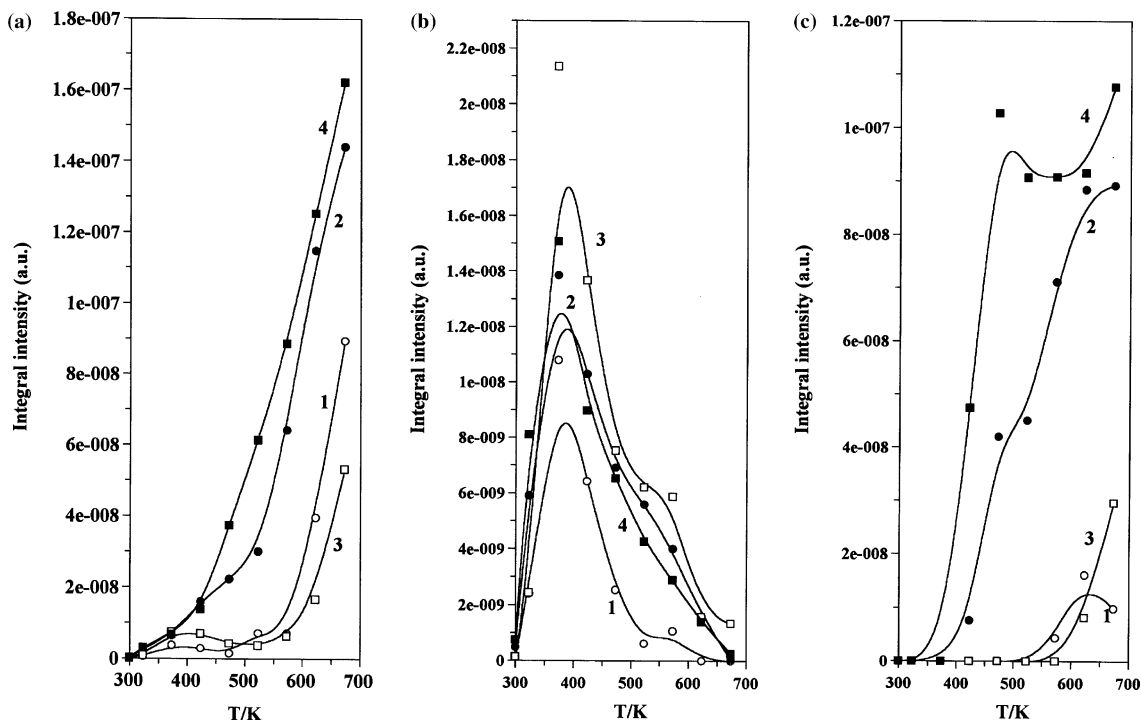 (a)
1.8e-007
1.6e-007
1.4e-007
1.2e-007
1e-007
8e-008
6e-008
4e-008
2e-008
0
300 400 500 600 700
T/K
Integral intensity (a.u.)
4
2
1
3
(b)
2.2e-008
2e-008
1.8e-008
1.6e-008
1.4e-008
1.2e-008
1e-008
8e-009
6e-009
4e-009
2e-009
0
300 400 500 600 700
T/K
Integral intensity (a.u.)
3
2
4
1
(c)
1.2e-007
1e-007
8e-008
6e-008
4e-008
2e-008
0
300 400 500 600 700
T/K
Integral intensity (a.u.)
4
2
3
1